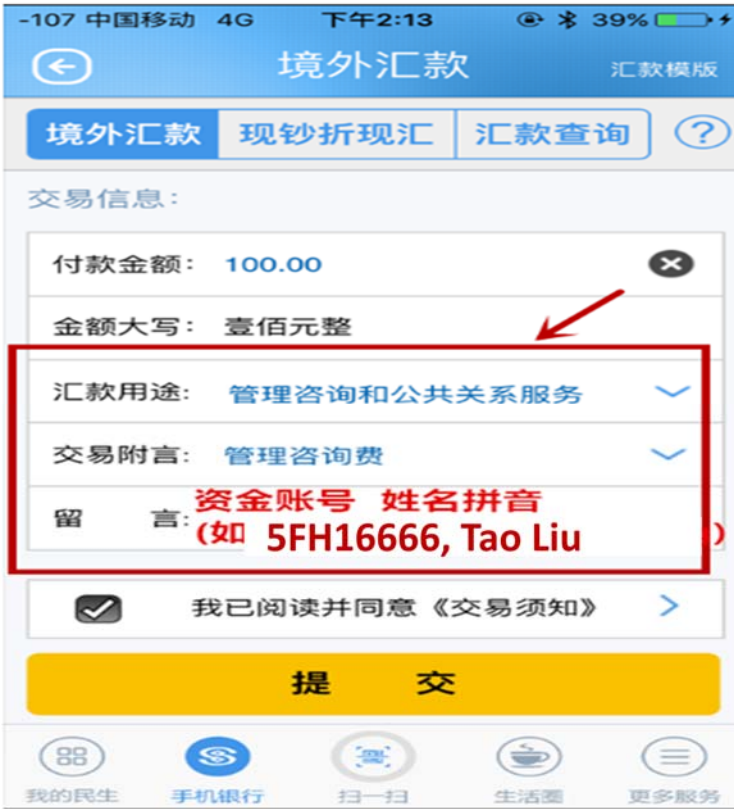 -107 中国移动 4G 下午2:13 39%
境外汇款 汇款模版
境外汇款 现钞折现汇 汇款查询 ?
交易信息:
付款金额: 100.00
金额大写: 壹佰元整
汇款用途: 管理咨询和公共关系服务
交易附言: 管理咨询费
资金账号 姓名拼音
留 言:
(如 5FH16666, Tao Liu )
我已阅读并同意《交易须知》
提 交
我的民生 手机银行 扫一扫 生活圈 更多服务